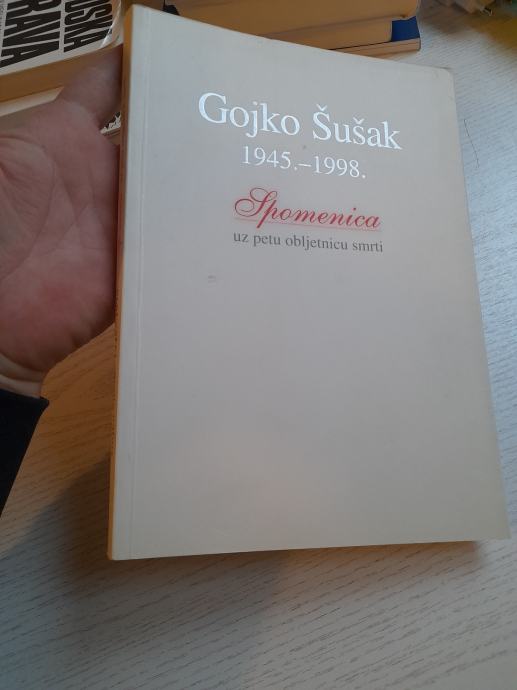 Gojko Šušak
1945.–1998.
Spomenica
uz petu obljetnicu smrti